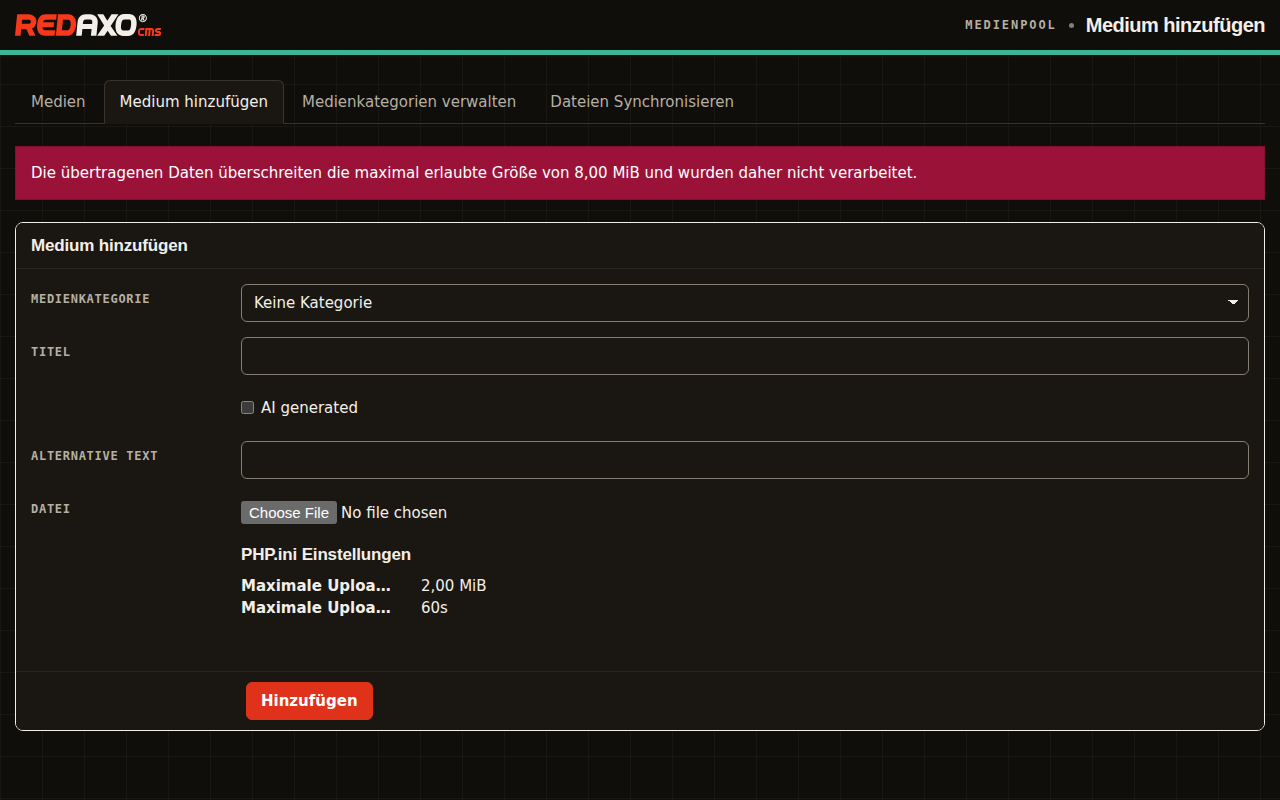 REDAXO® cms
MEDIENPOOL • Medium hinzufügen
Medien Medium hinzufügen Medienkategorien verwalten Dateien Synchronisieren
Die übertragenen Daten überschreiten die maximal erlaubte Größe von 8,00 MiB und wurden daher nicht verarbeitet.
Medium hinzufügen
MEDIENKATEGORIE Keine Kategorie
TITEL
AI generated
ALTERNATIVE TEXT
DATEI Choose File No file chosen
PHP.ini Einstellungen
Maximale Uploa… 2,00 MiB
Maximale Uploa… 60s
Hinzufügen